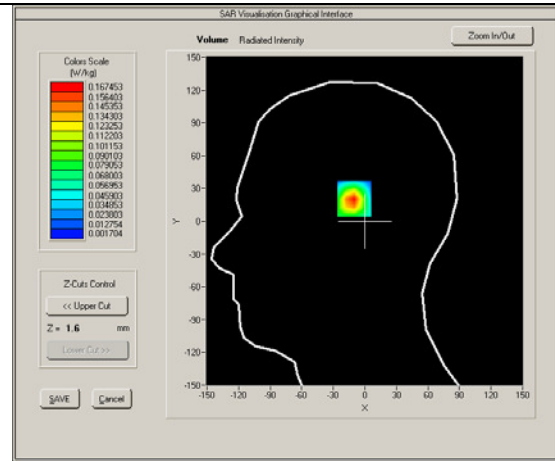 SAR Visualisation Graphical Interface
Volume Radiated Intensity
Zoom In/Out
Colors Scale
(W/kg)
0.167453
0.156403
0.145353
0.134303
0.123253
0.112203
0.101153
0.090103
0.079053
0.068003
0.056953
0.045903
0.034853
0.023803
0.012754
0.001704
Z-Cuts Control
<< Upper Cut
Z = 1.6 mm
Lower Cut >>
SAVE Cancel
150
120
90
60
30
0
-30
-60
-90
-120
-150
Y
-150 -120 -90 -60 -30 0 30 60 90 120 150
X